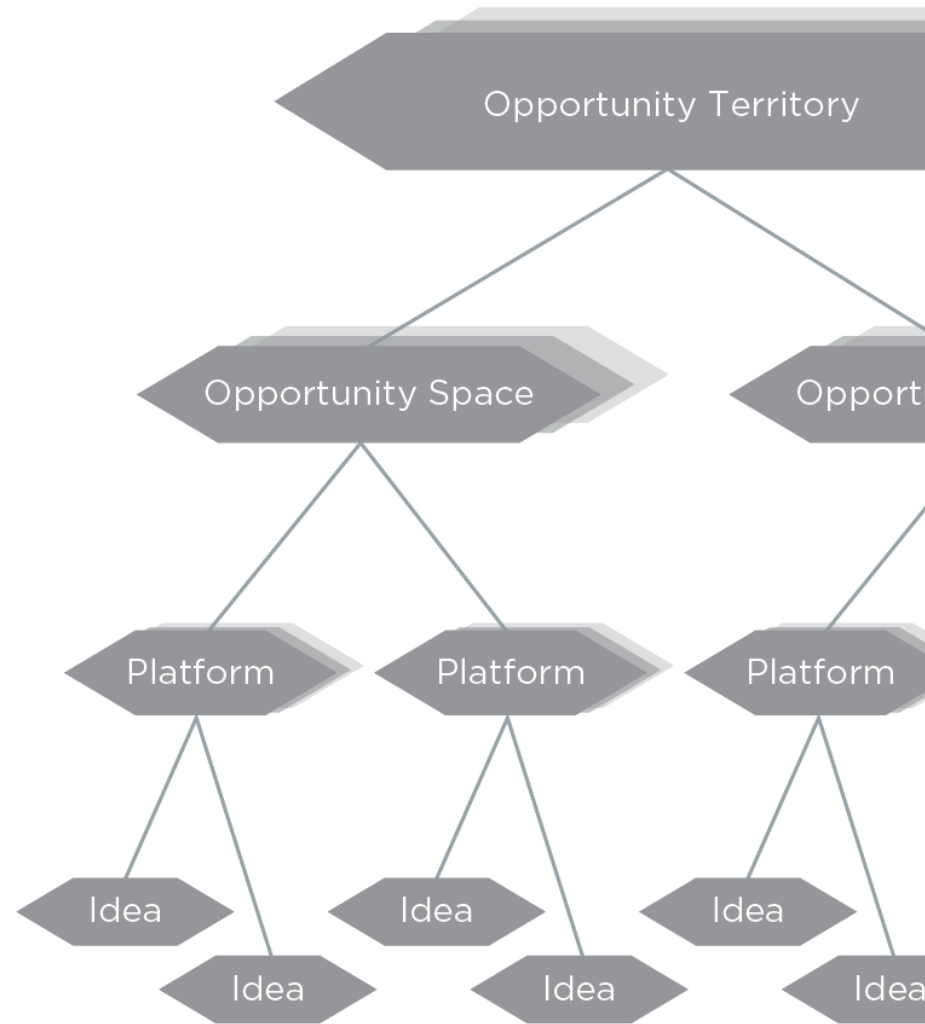 Opportunity Territory
Opportunity Space
Opport
Platform
Platform
Platform
Idea
Idea
Idea
Idea
Idea
Idea